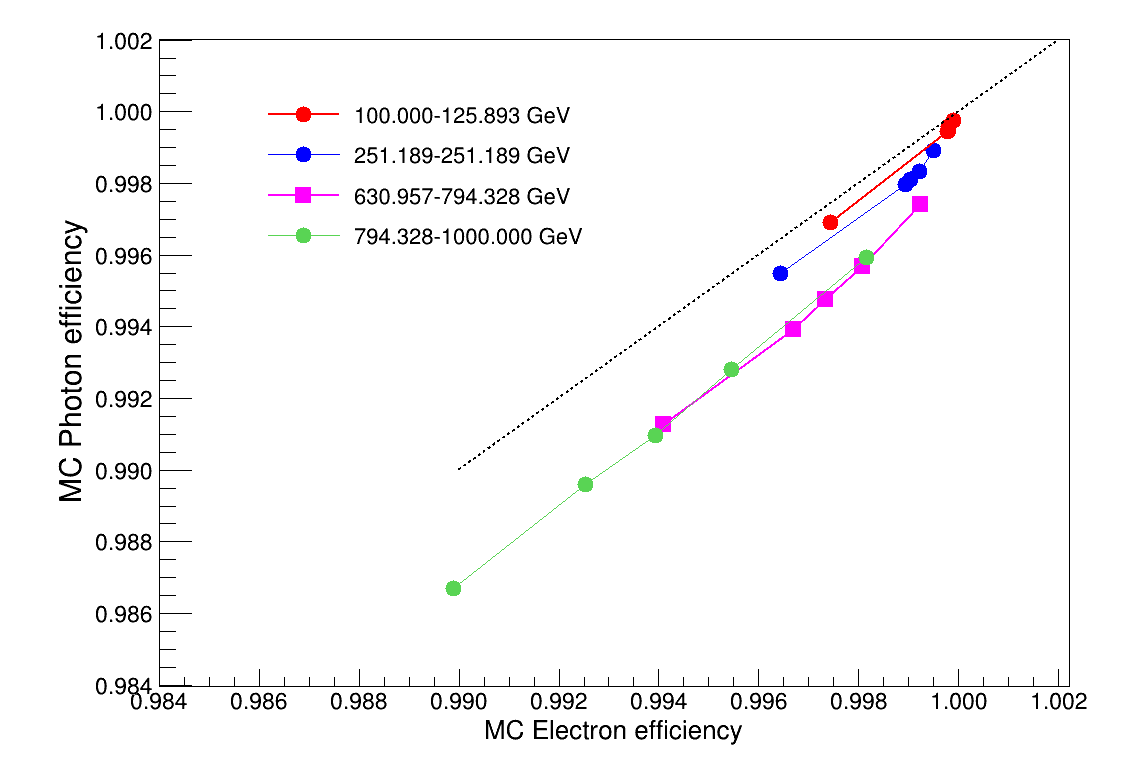 1.002
1.000
0.998
0.996
0.994
0.992
0.990
0.988
0.986
0.984
MC Photon efficiency
100.000-125.893 GeV
251.189-251.189 GeV
630.957-794.328 GeV
794.328-1000.000 GeV
0.984 0.986 0.988 0.990 0.992 0.994 0.996 0.998 1.000 1.002
MC Electron efficiency